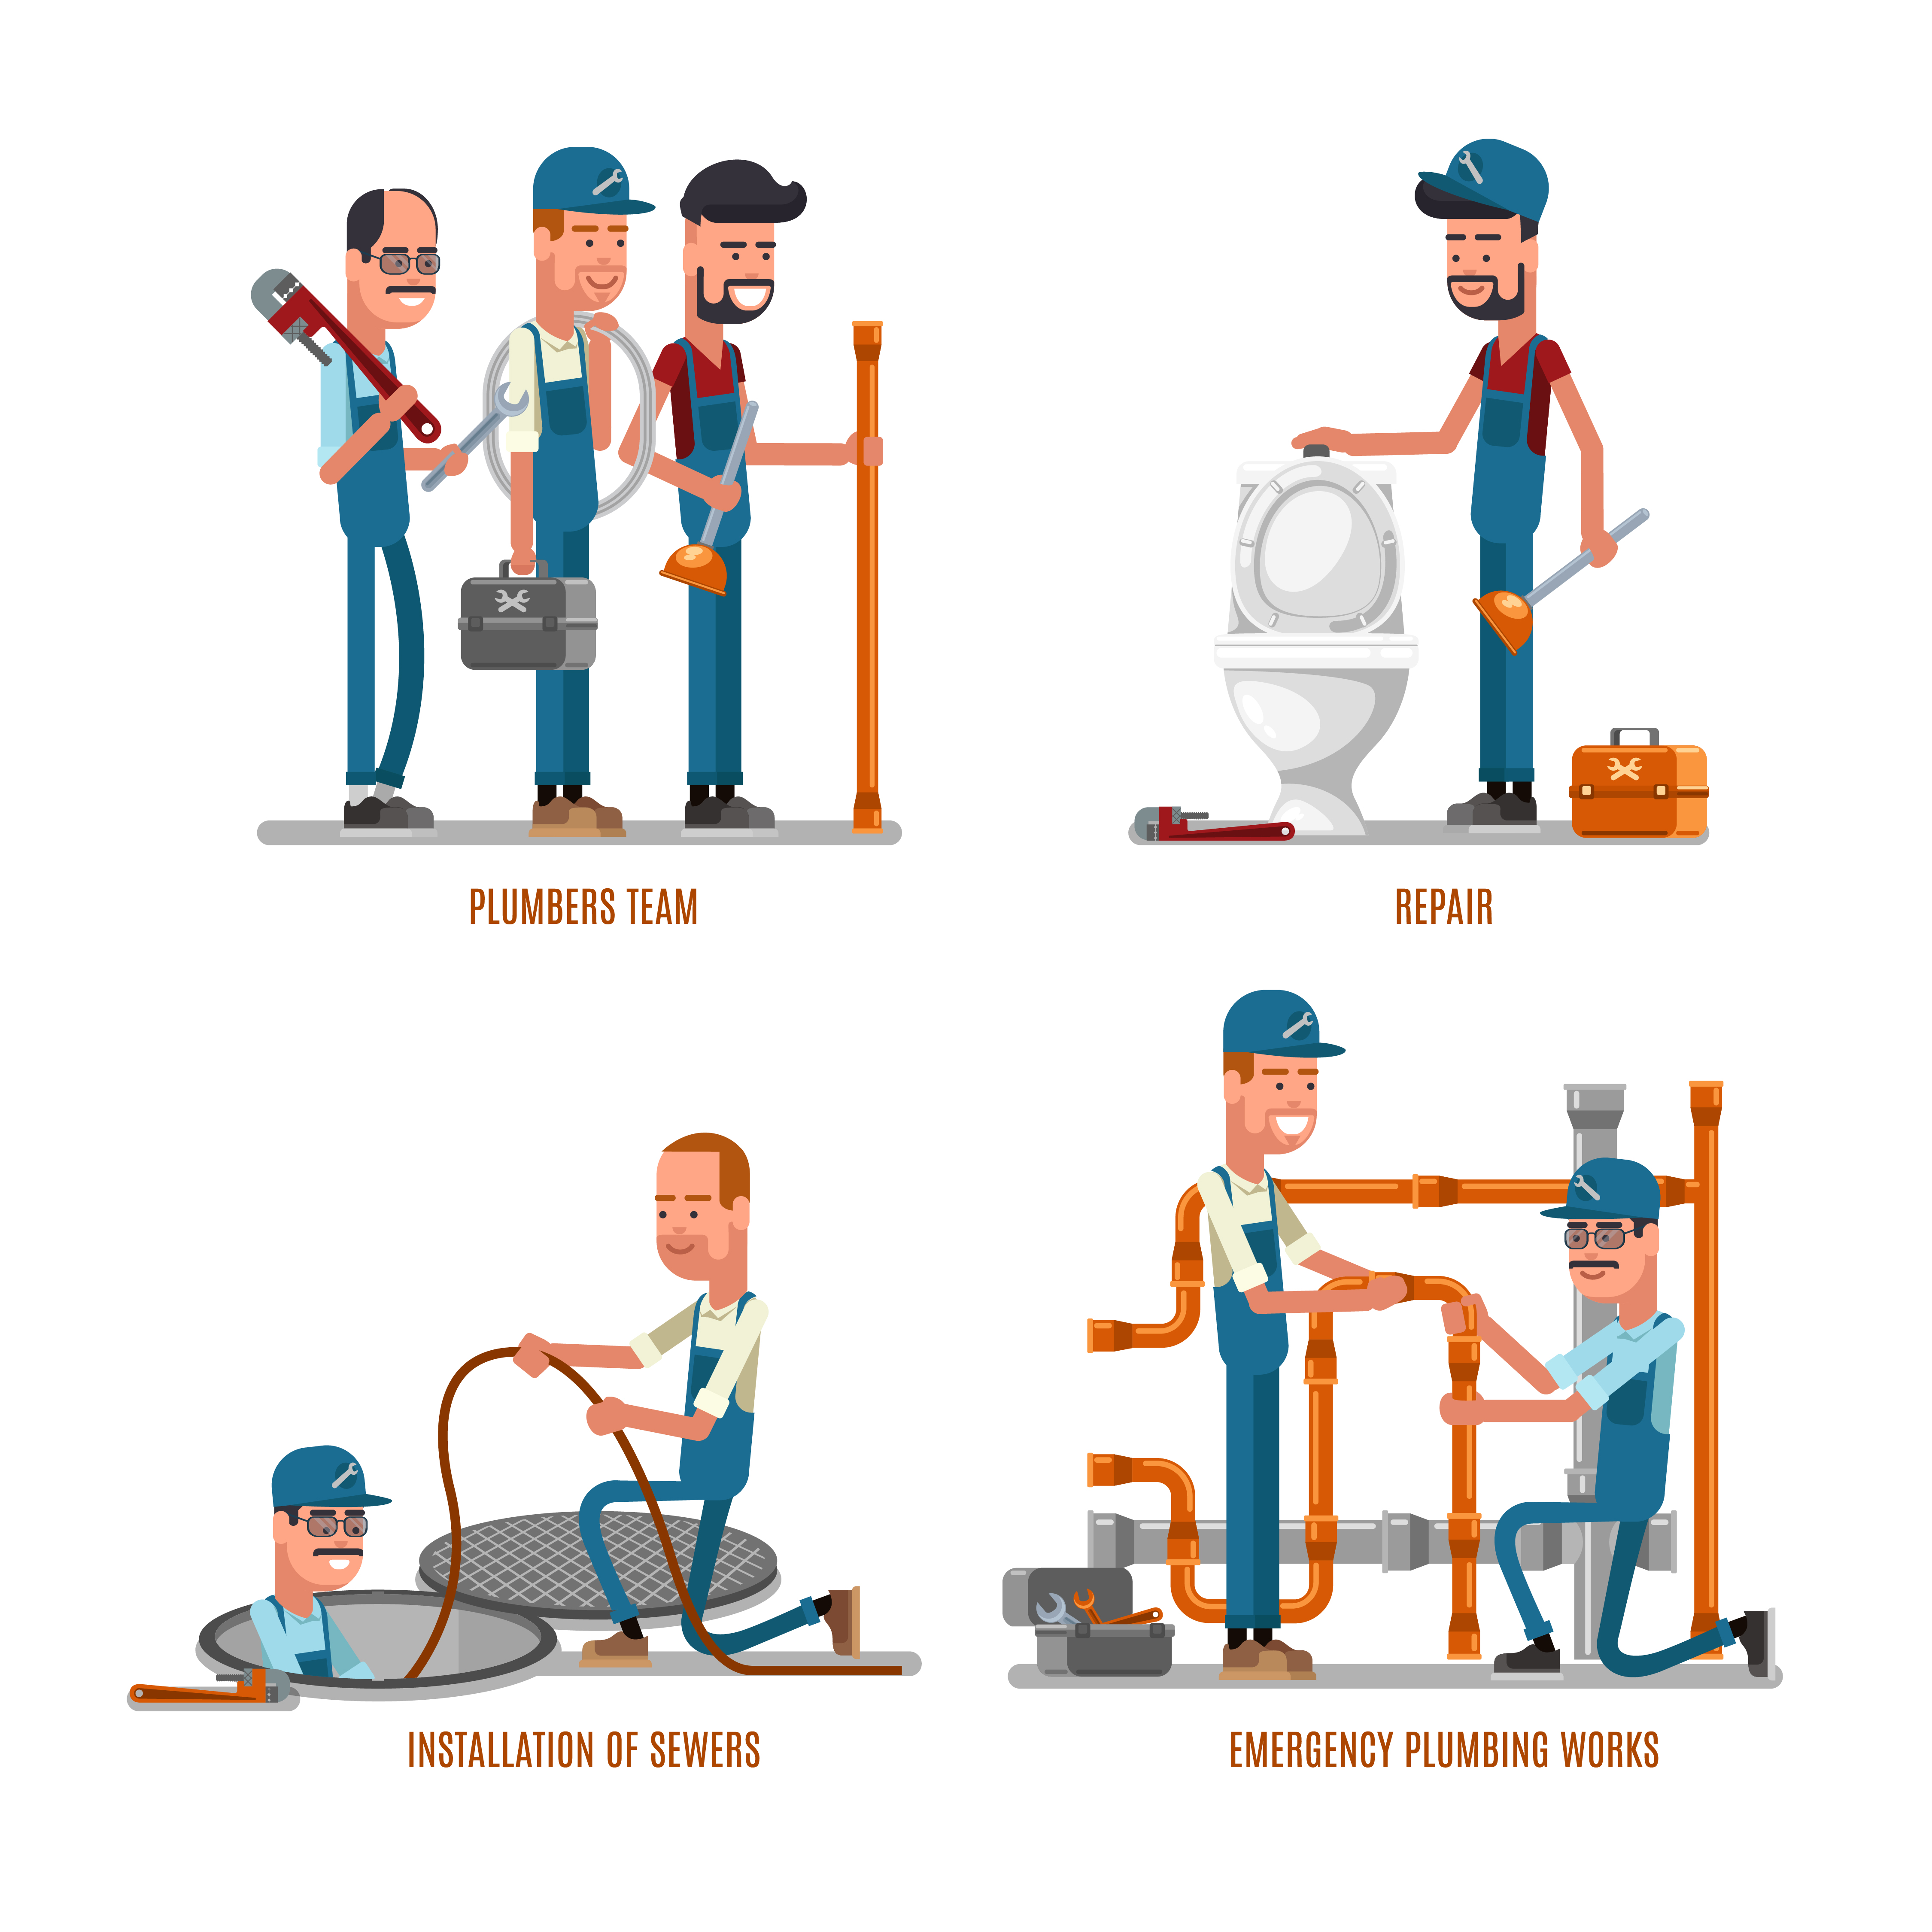 PLUMBERS TEAM
REPAIR
INSTALLATION OF SEWERS
EMERGENCY PLUMBING WORKS